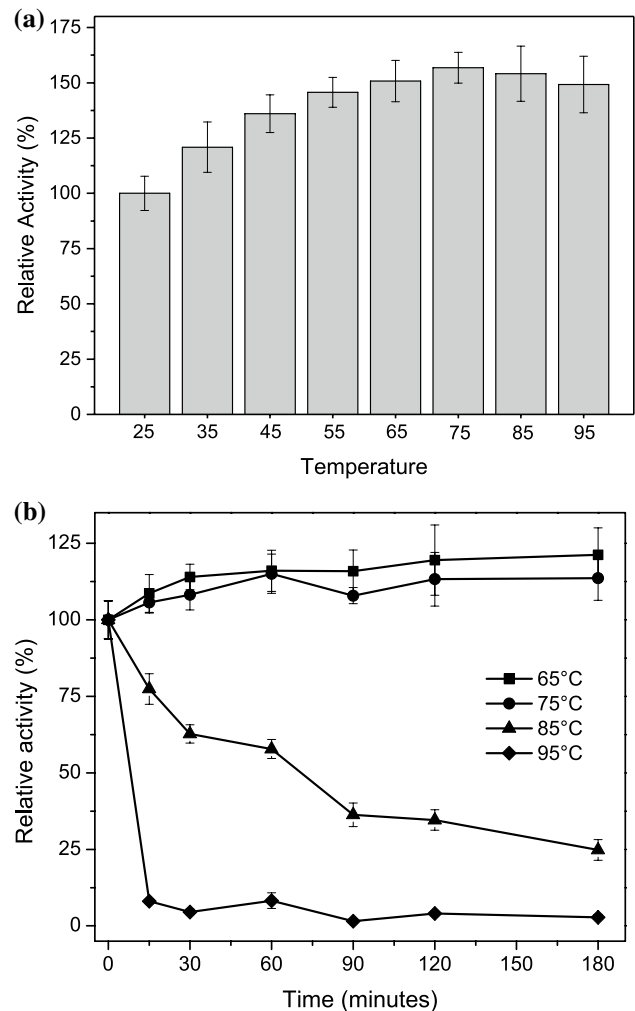 (a)
175
150
125
100
75
50
25
0
Relative Activity (%)
25 35 45 55 65 75 85 95
Temperature
(b)
125
100
75
50
25
0
Relative activity (%)
65°C
75°C
85°C
95°C
0 30 60 90 120 150 180
Time (minutes)